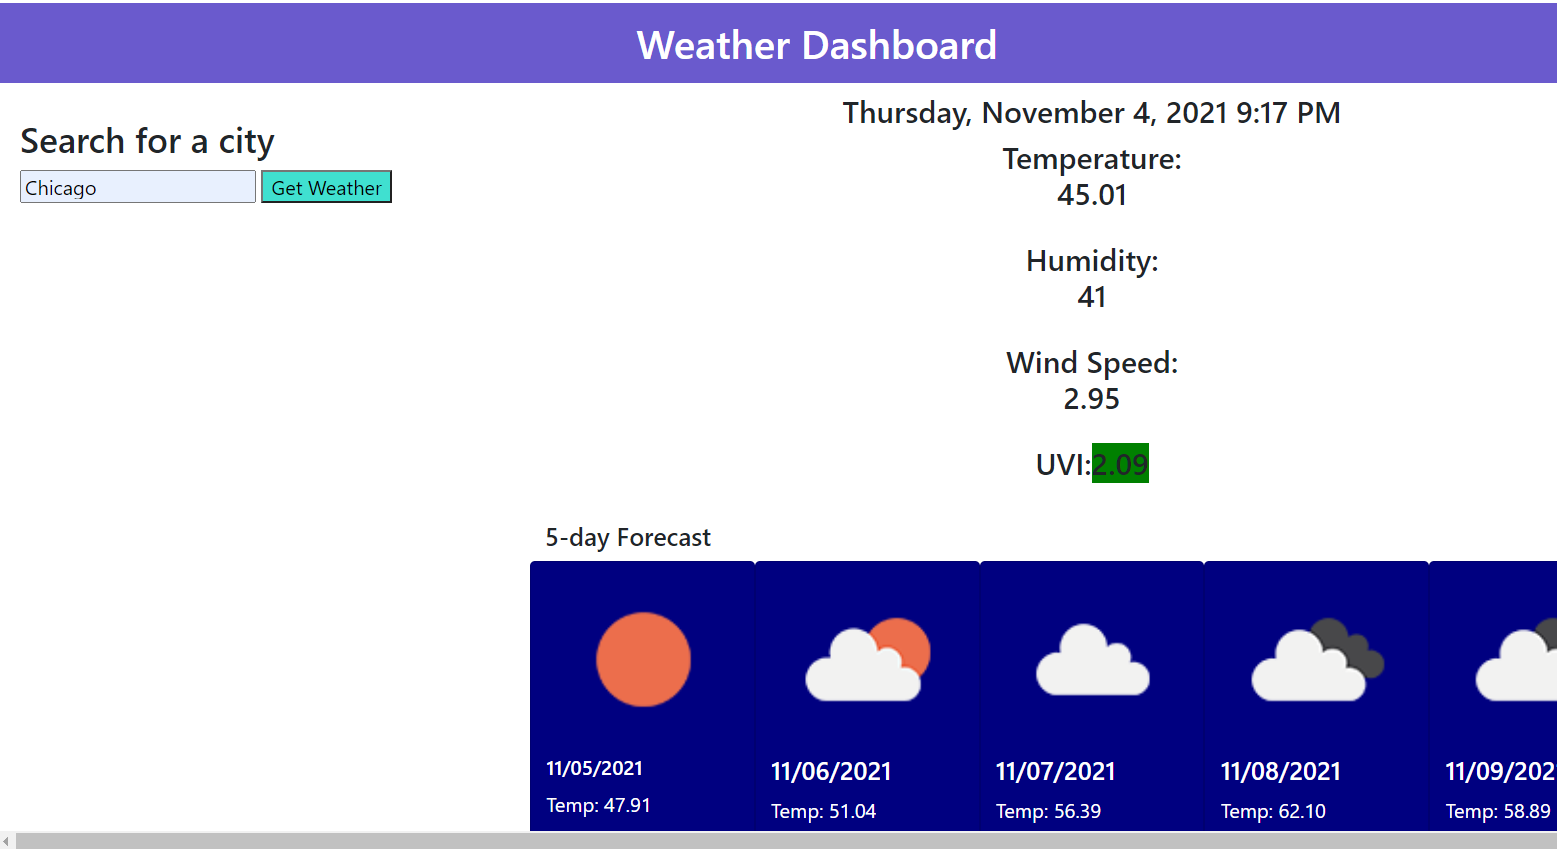 Weather Dashboard
Search for a city
Chicago
Get Weather
Thursday, November 4, 2021 9:17 PM
Temperature:
45.01
Humidity:
41
Wind Speed:
2.95
UVI:2.09
5-day Forecast
11/05/2021
Temp: 47.91
11/06/2021
Temp: 51.04
11/07/2021
Temp: 56.39
11/08/2021
Temp: 62.10
11/09/202
Temp: 58.89